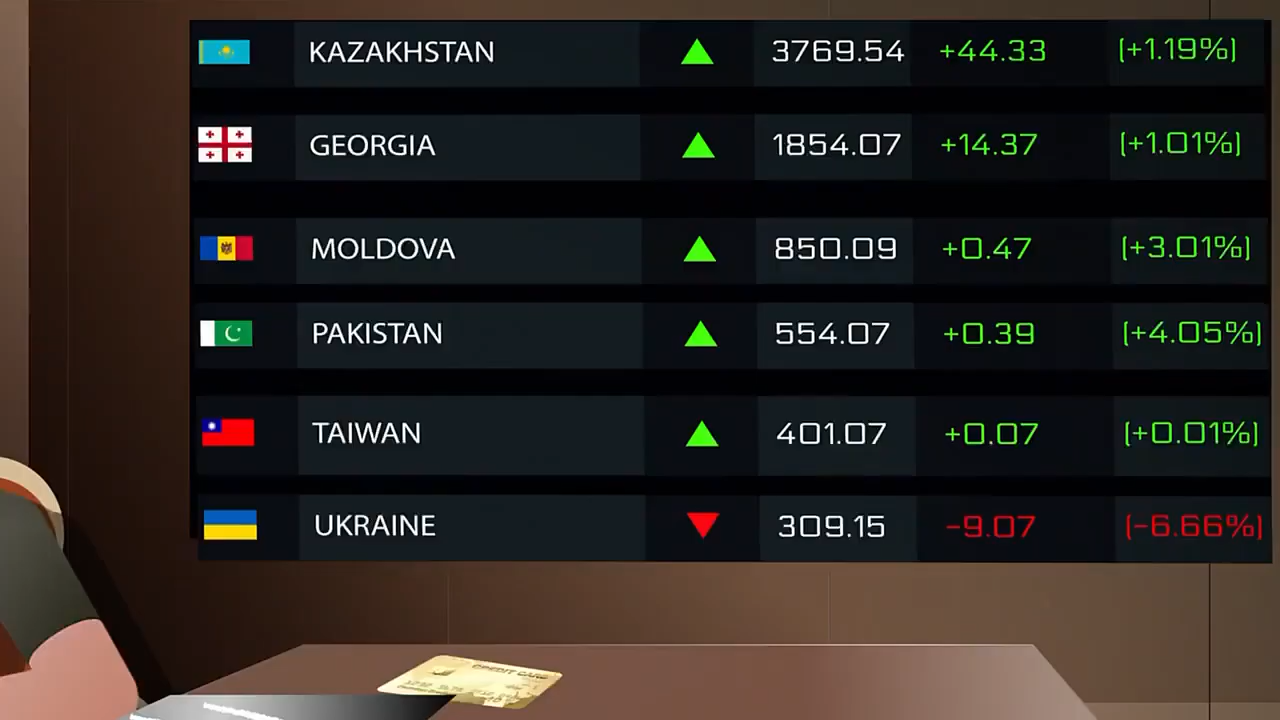 KAZAKHSTAN 3769.54 +44.33 (+1.19%)
GEORGIA 1854.07 +14.37 (+1.01%)
MOLDOVA 850.09 +0.47 (+3.01%)
PAKISTAN 554.07 +0.39 (+4.05%)
TAIWAN 401.07 +0.07 (+0.01%)
UKRAINE 309.15 -9.07 (-6.66%)
CREDIT CARD